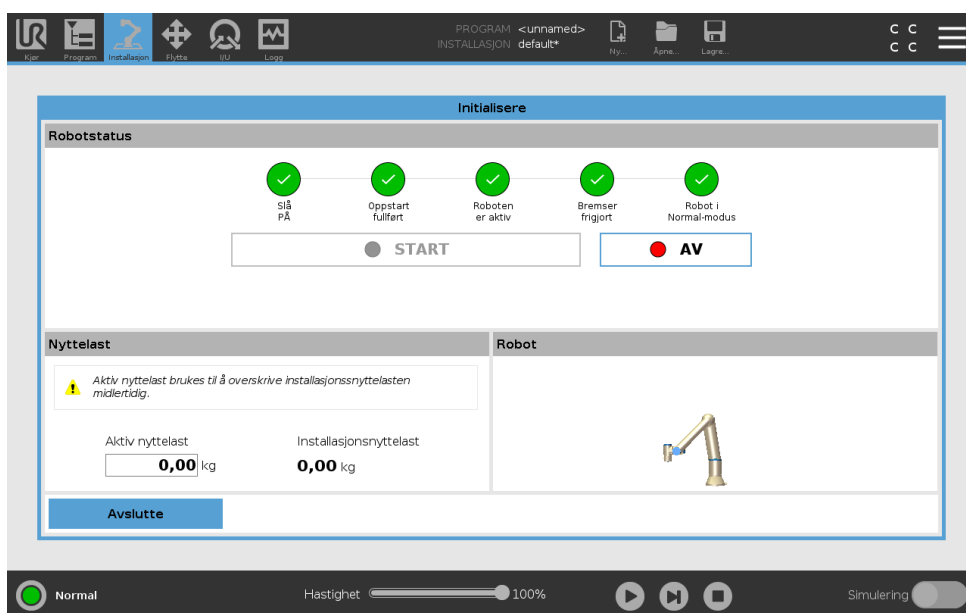 PROGRAM <unnamed>
INSTALLASJON default*
Kjør
Program
Installasjon
Flytte
I/U
Logg
Ny...
Åpne...
Lagre...
C C
C C
Initialisere
Robotstatus
Slå
PÅ
Oppstart
fullført
Roboten
er aktiv
Bremser
frigjort
Robot i
Normal-modus
START
AV
Nyttelast
Robot
Aktiv nyttelast brukes til å overskrive installasjonssnyttelasten
midlertidig.
Aktiv nyttelast
Installasjonsnyttelast
0,00 kg
0,00 kg
Avslutte
Normal
Hastighet
100%
Simulering